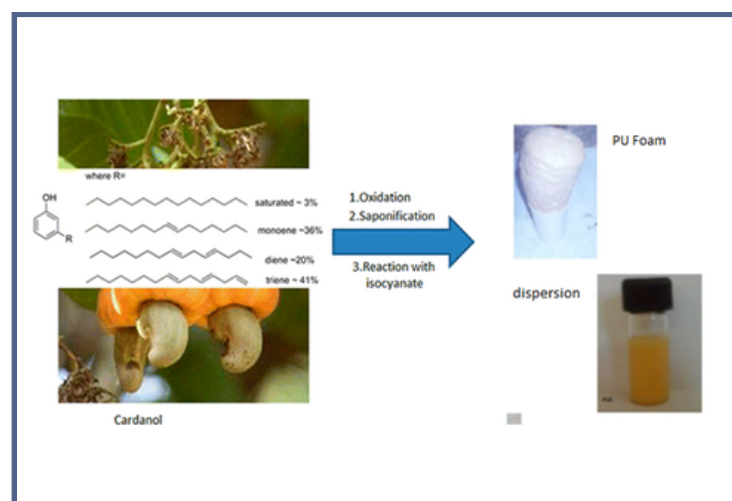 where R=
OH
R
saturated ~ 3%
monoene ~36%
diene ~20%
triene ~ 41%
Cardanol
1.Oxidation
2.Saponification
3.Reaction with
isocyanate
PU Foam
dispersion